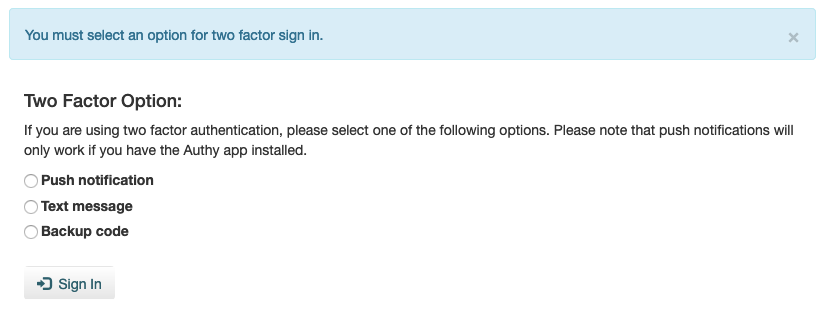 You must select an option for two factor sign in.
×
Two Factor Option:
If you are using two factor authentication, please select one of the following options. Please note that push notifications will
only work if you have the Authy app installed.
Push notification
Text message
Backup code
Sign In